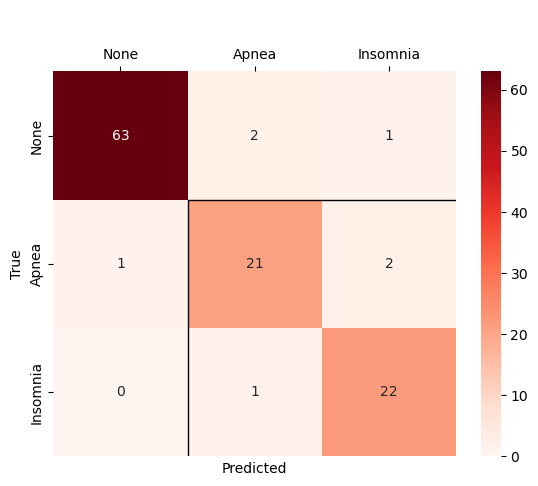 None Apnea Insomnia
None 63 2 1
True Apnea 1 21 2
Insomnia 0 1 22
Predicted
60
50
40
30
20
10
0